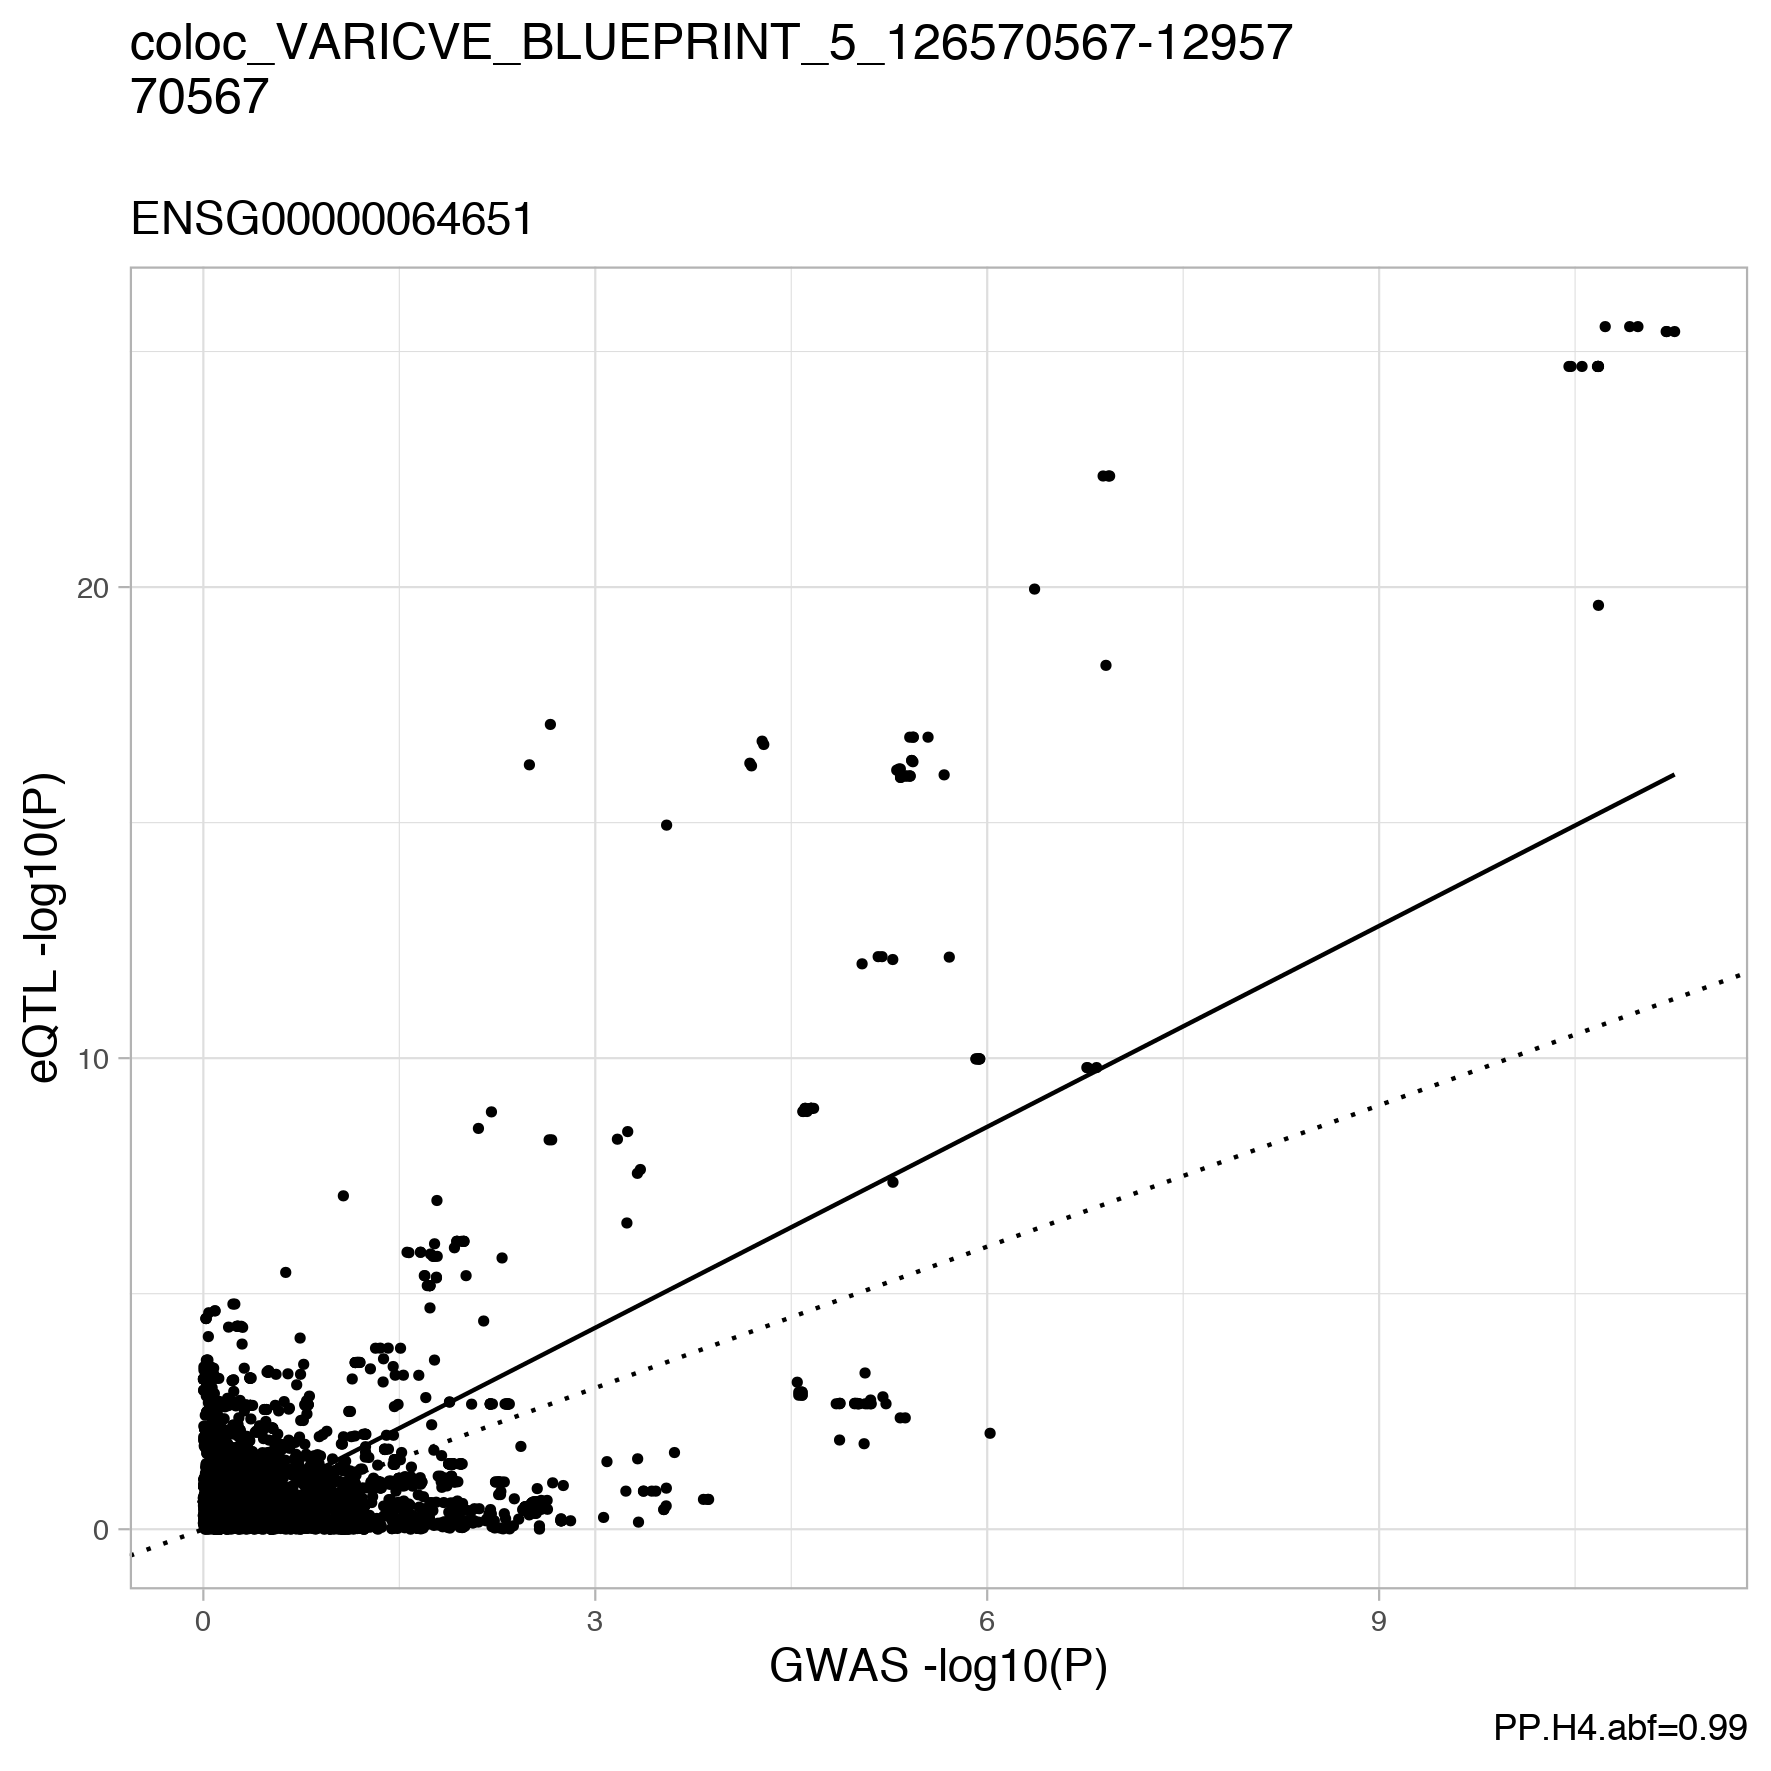 coloc_VARICVE_BLUEPRINT_5_126570567-12957
70567
ENSG00000064651
20
10
0
eQTL -log10(P)
0 3 6 9
GWAS -log10(P)
PP.H4.abf=0.99